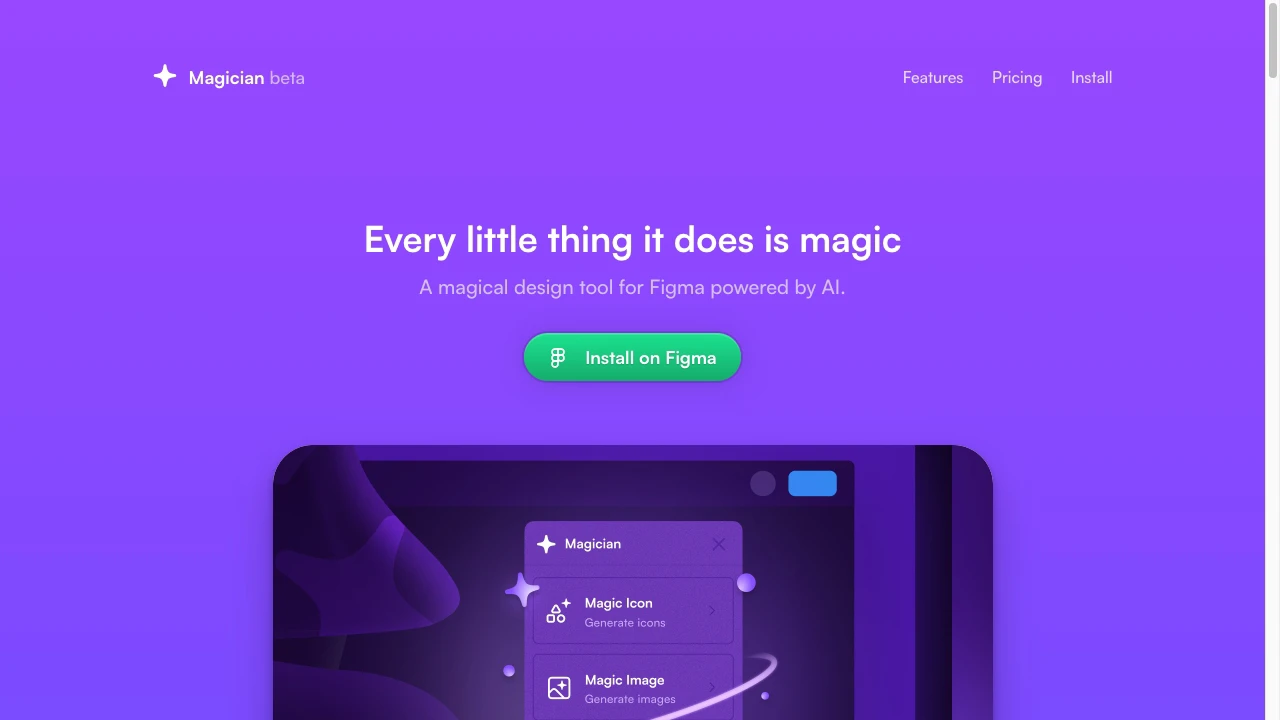 Magician beta
Features
Pricing
Install
Every little thing it does is magic
A magical design tool for Figma powered by AI.
Install on Figma
Magician
Magic Icon
Generate icons
Magic Image
Generate images